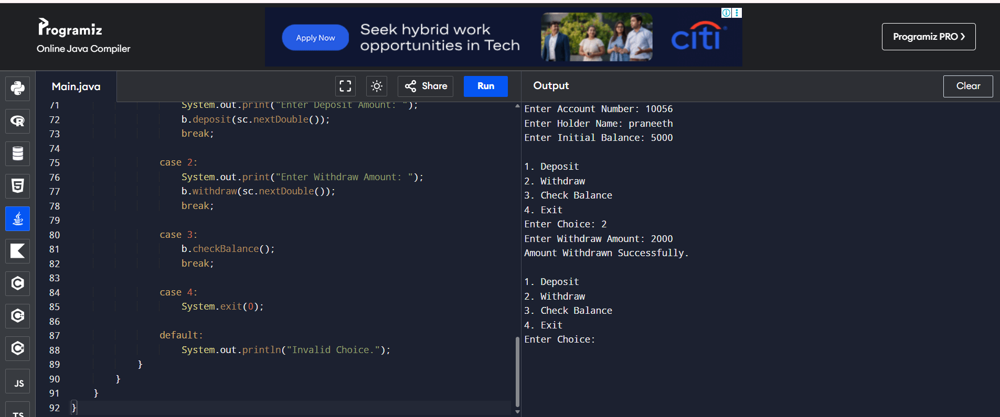 Programiz
Online Java Compiler
Apply Now
Seek hybrid work
opportunities in Tech
citi
Programiz PRO ❯
Main.java
Share
Run
Output
Clear
71 System.out.print("Enter Deposit Amount: ");
72 b.deposit(sc.nextDouble());
73 break;
74
75 case 2:
76 System.out.print("Enter Withdraw Amount: ");
77 b.withdraw(sc.nextDouble());
78 break;
79
80 case 3:
81 b.checkBalance();
82 break;
83
84 case 4:
85 System.exit(0);
86
87 default:
88 System.out.println("Invalid Choice.");
89 }
90 }
91 }
92 }
Enter Account Number: 10056
Enter Holder Name: praneeth
Enter Initial Balance: 5000
1. Deposit
2. Withdraw
3. Check Balance
4. Exit
Enter Choice: 2
Enter Withdraw Amount: 2000
Amount Withdrawn Successfully.
1. Deposit
2. Withdraw
3. Check Balance
4. Exit
Enter Choice:
R
5
C
C++
C#
JS
TS